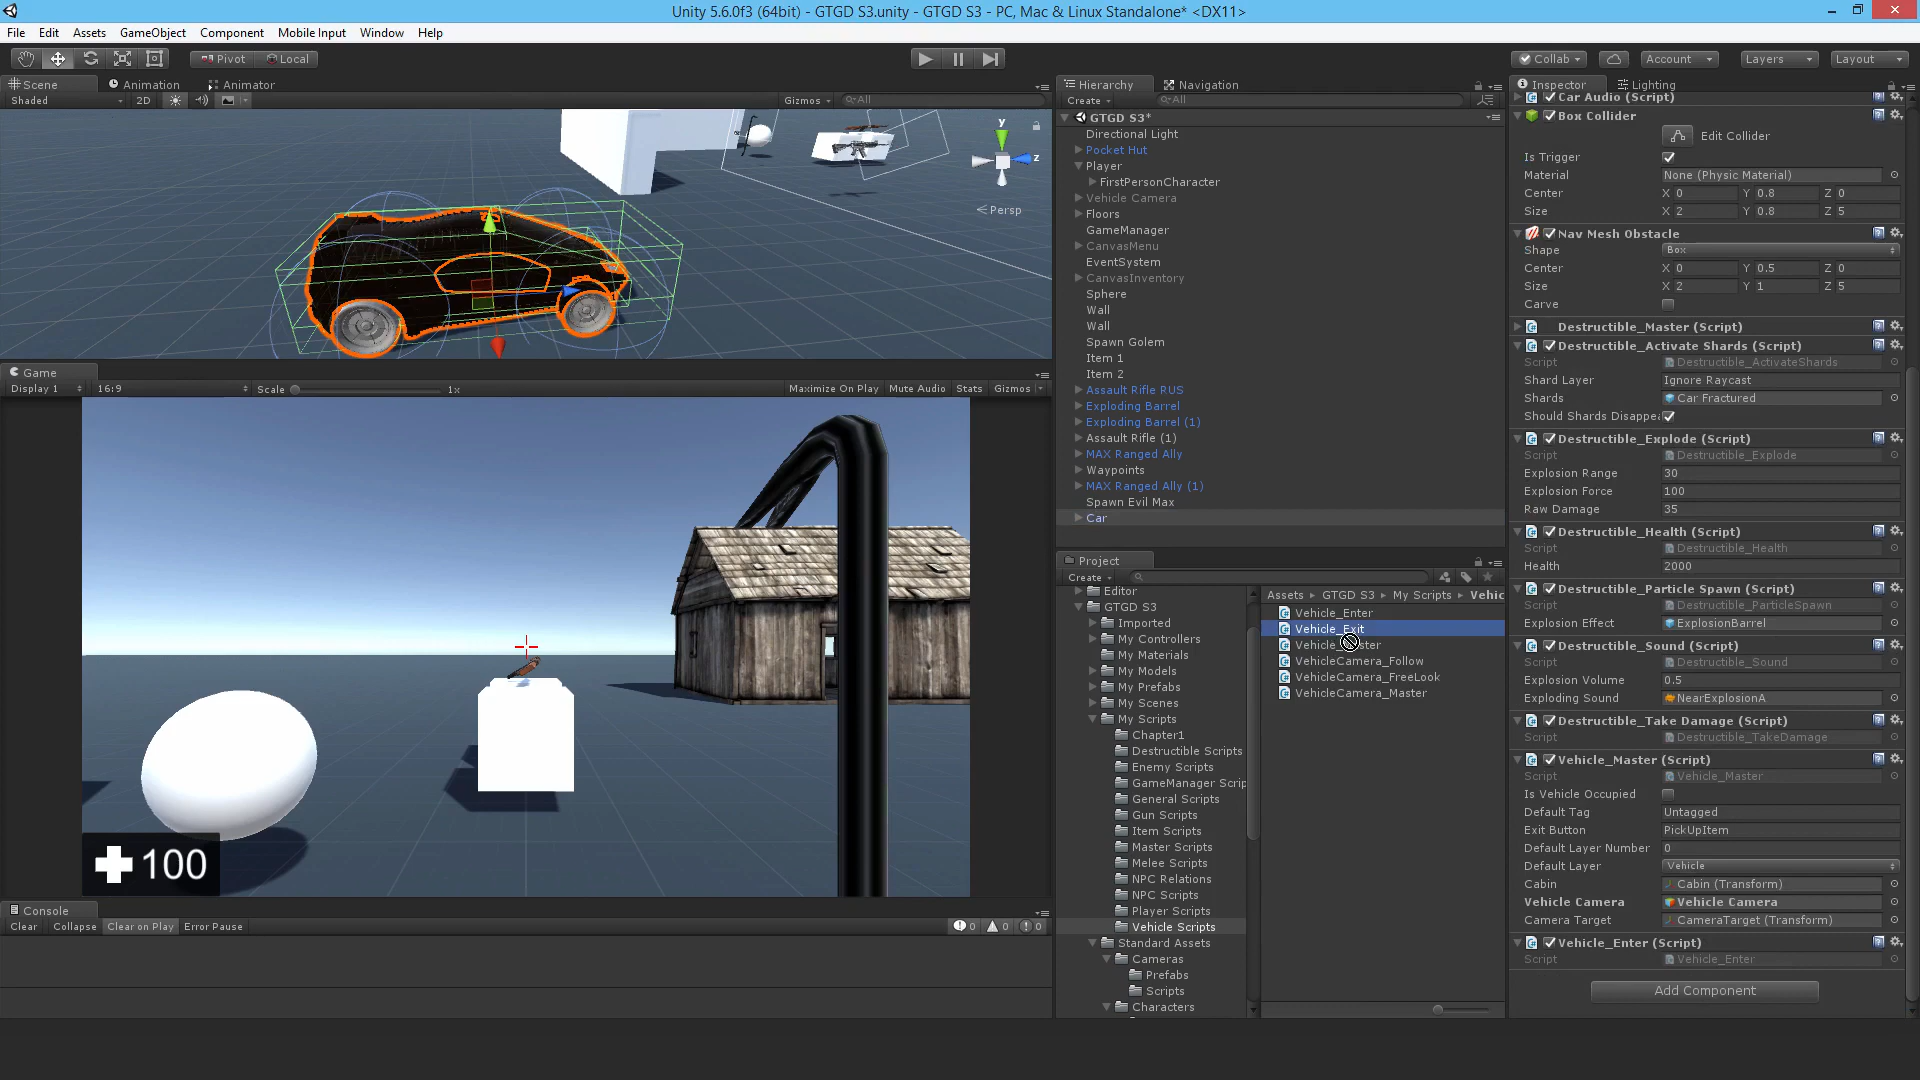 Unity 5.6.0f3 (64bit) - GTGD S3.unity - GTGD S3 - PC, Mac & Linux Standalone* <DX11>
File Edit Assets GameObject Component Mobile Input Window Help
Pivot Local Collab Account Layers Layout
Scene Animation Animator
Shaded 2D Gizmos All
y
z
Persp
Game
Display 1 16:9 Scale 1x Maximize On Play Mute Audio Stats Gizmos
100
Console
Clear Collapse Clear on Play Error Pause 0 0 0
Hierarchy Navigation
Create All
GTGD S3*
Directional Light
Pocket Hut
Player
FirstPersonCharacter
Vehicle Camera
Floors
GameManager
CanvasMenu
EventSystem
CanvasInventory
Sphere
Wall
Wall
Spawn Golem
Item 1
Item 2
Assault Rifle RUS
Exploding Barrel
Exploding Barrel (1)
Assault Rifle (1)
MAX Ranged Ally
Waypoints
MAX Ranged Ally (1)
Spawn Evil Max
Car
Project
Create
Editor
GTGD S3
Imported
My Controllers
My Materials
My Models
My Prefabs
My Scenes
My Scripts
Chapter1
Destructible Scripts
Enemy Scripts
GameManager Scrip
General Scripts
Gun Scripts
Item Scripts
Master Scripts
Melee Scripts
NPC Relations
NPC Scripts
Player Scripts
Vehicle Scripts
Standard Assets
Cameras
Prefabs
Scripts
Characters
Assets GTGD S3 My Scripts Vehic
Vehicle_Enter
Vehicle_Exit
VehicleCamera_Follow
VehicleCamera_FreeLook
VehicleCamera_Master
Inspector Lighting
Car Audio (Script)
Box Collider
Edit Collider
Is Trigger
Material None (Physic Material)
Center X 0 Y 0.8 Z 0
Size X 2 Y 0.8 Z 5
Nav Mesh Obstacle
Shape Box
Center X 0 Y 0.5 Z 0
Size X 2 Y 1 Z 5
Carve
Destructible_Master (Script)
Destructible_Activate Shards (Script)
Script Destructible_ActivateShards
Shard Layer Ignore Raycast
Shards Car Fractured
Should Shards Disappea
Destructible_Explode (Script)
Script Destructible_Explode
Explosion Range 30
Explosion Force 100
Raw Damage 35
Destructible_Health (Script)
Script Destructible_Health
Health 2000
Destructible_Particle Spawn (Script)
Script Destructible_ParticleSpawn
Explosion Effect ExplosionBarrel
Destructible_Sound (Script)
Script Destructible_Sound
Explosion Volume 0.5
Exploding Sound NearExplosionA
Destructible_Take Damage (Script)
Script Destructible_TakeDamage
Vehicle_Master (Script)
Script Vehicle_Master
Is Vehicle Occupied
Default Tag Untagged
Exit Button PickUpItem
Default Layer Number 0
Default Layer Vehicle
Cabin Cabin (Transform)
Vehicle Camera Vehicle Camera
Camera Target CameraTarget (Transform)
Vehicle_Enter (Script)
Script Vehicle_Enter
Add Component